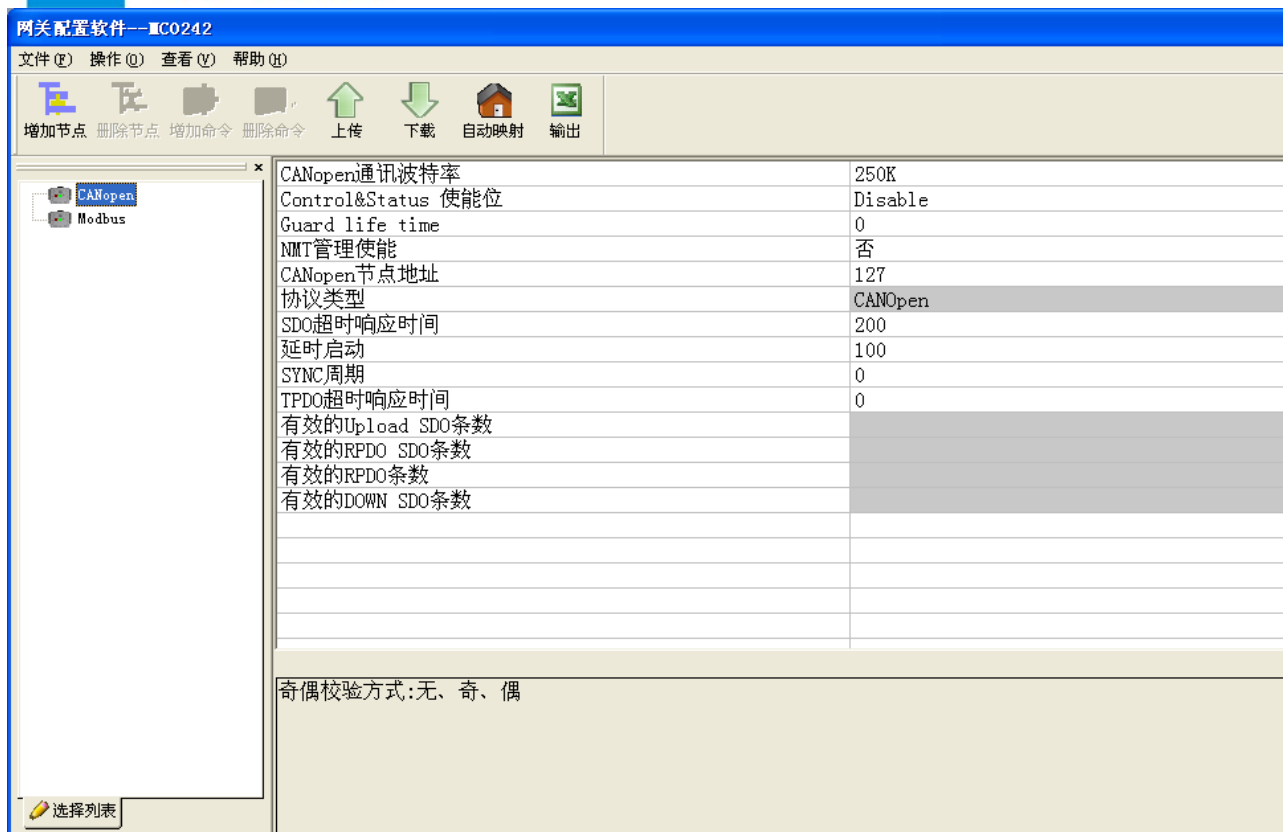 网关配置软件--MCO242
文件(F) 操作(O) 查看(V) 帮助(H)
增加节点 删除节点 增加命令 删除命令 上传 下载 自动映射 输出
CANopen
Modbus
CANopen通讯波特率 250K
Control&Status 使能位 Disable
Guard life time 0
NMT管理使能 否
CANopen节点地址 127
协议类型 CANOpen
SDO超时响应时间 200
延时启动 100
SYNC周期 0
TPDO超时响应时间 0
有效的Upload SDO条数
有效的RPDO SDO条数
有效的RPDO条数
有效的DOWN SDO条数
奇偶校验方式:无、奇、偶
选择列表